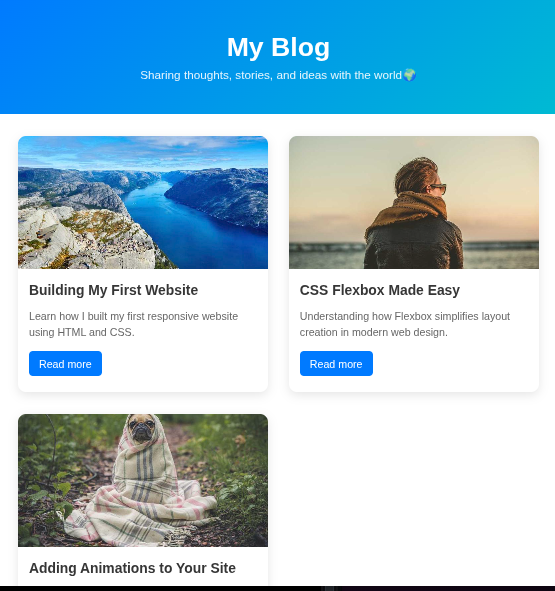 My Blog
Sharing thoughts, stories, and ideas with the world🌍
Building My First Website
Learn how I built my first responsive website
using HTML and CSS.
Read more
CSS Flexbox Made Easy
Understanding how Flexbox simplifies layout
creation in modern web design.
Read more
Adding Animations to Your Site